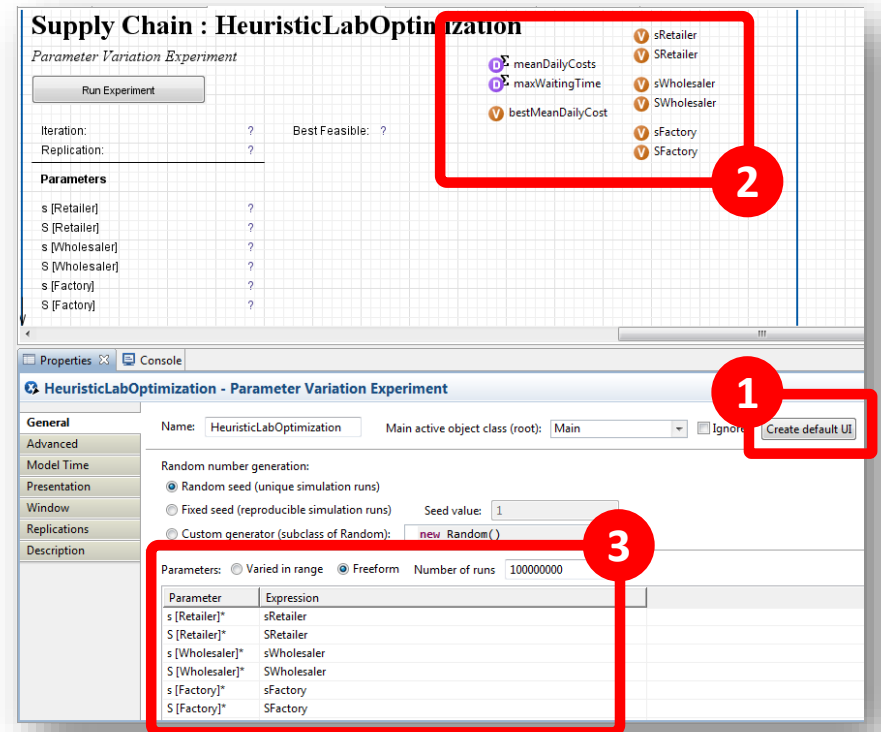 Supply Chain : HeuristicLabOptimization
Parameter Variation Experiment
Run Experiment
Iteration: ? Best Feasible: ?
Replication: ?
Parameters
s [Retailer] ?
S [Retailer] ?
s [Wholesaler] ?
S [Wholesaler] ?
s [Factory] ?
S [Factory] ?
meanDailyCosts
maxWaitingTime
bestMeanDailyCost
sRetailer
SRetailer
sWholesaler
SWholesaler
sFactory
SFactory
2
Properties Console
HeuristicLabOptimization - Parameter Variation Experiment
1
General
Advanced
Model Time
Presentation
Window
Replications
Description
Name: HeuristicLabOptimization Main active object class (root): Main Ignore Create default UI
Random number generation:
Random seed (unique simulation runs)
Fixed seed (reproducible simulation runs) Seed value: 1
Custom generator (subclass of Random): new Random()
3
Parameters: Varied in range Freeform Number of runs 100000000
Parameter Expression
s [Retailer]* sRetailer
S [Retailer]* SRetailer
s [Wholesaler]* sWholesaler
S [Wholesaler]* SWholesaler
s [Factory]* sFactory
S [Factory]* SFactory